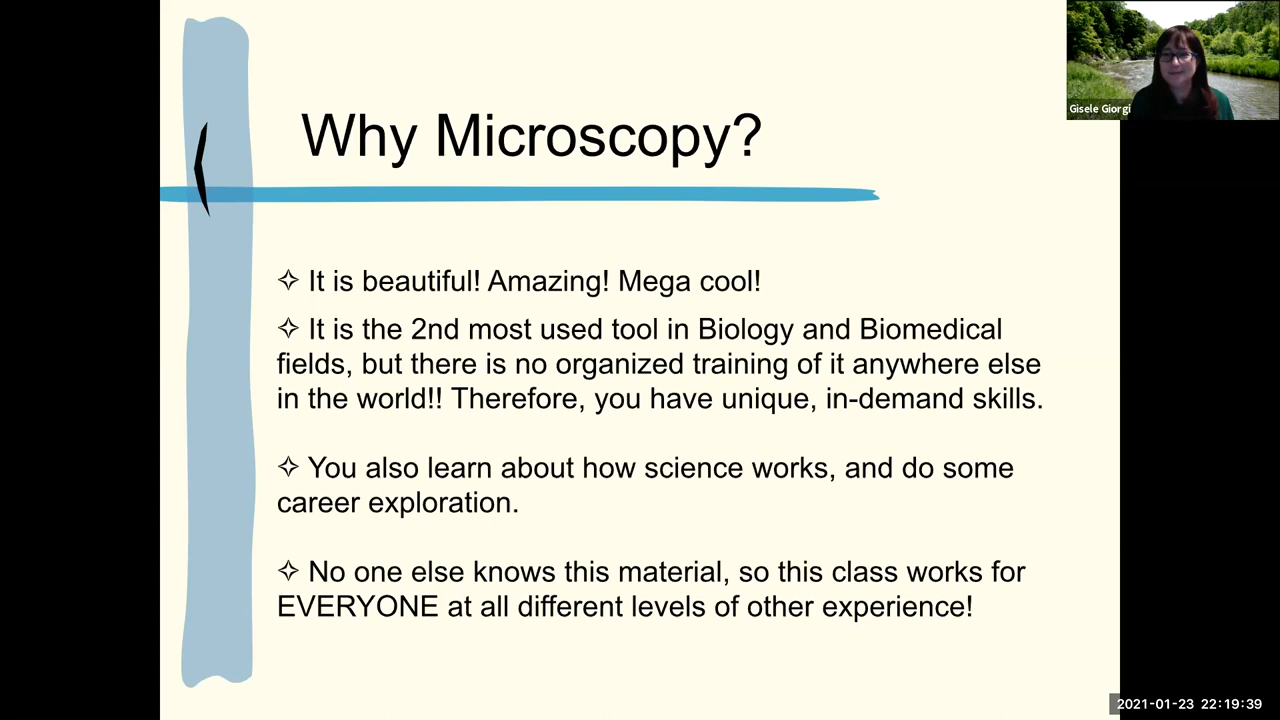 Why Microscopy?
Gisele Giorgi
✧ It is beautiful! Amazing! Mega cool!
✧ It is the 2nd most used tool in Biology and Biomedical
fields, but there is no organized training of it anywhere else
in the world!! Therefore, you have unique, in-demand skills.
✧ You also learn about how science works, and do some
career exploration.
✧ No one else knows this material, so this class works for
EVERYONE at all different levels of other experience!
2021-01-23 22:19:39